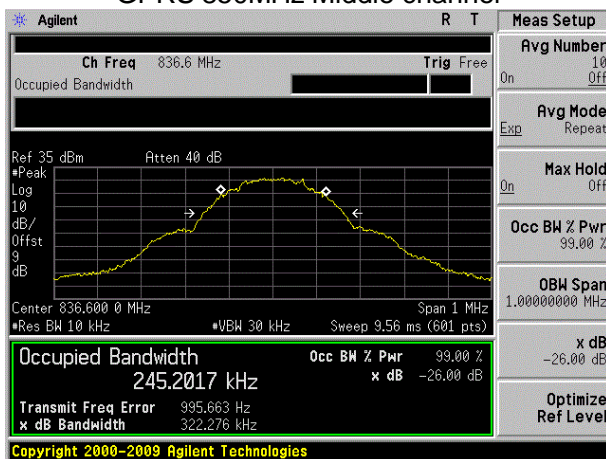 GPRS 850MHz Middle channel
Agilent R T Meas Setup
Ch Freq 836.6 MHz Trig Free
Occupied Bandwidth
Avg Number
10
On Off
Avg Mode
Exp Repeat
Max Hold
On Off
Occ BW % Pwr
99.00 %
OBW Span
1.00000000 MHz
x dB
-26.00 dB
Optimize
Ref Level
Ref 35 dBm Atten 40 dB
#Peak
Log
10
dB/
Offst
9
dB
Center 836.600 0 MHz Span 1 MHz
#Res BW 10 kHz #VBW 30 kHz Sweep 9.56 ms (601 pts)
Occupied Bandwidth Occ BW % Pwr 99.00 %
245.2017 kHz x dB -26.00 dB
Transmit Freq Error 995.663 Hz
x dB Bandwidth 322.276 kHz
Copyright 2000-2009 Agilent Technologies